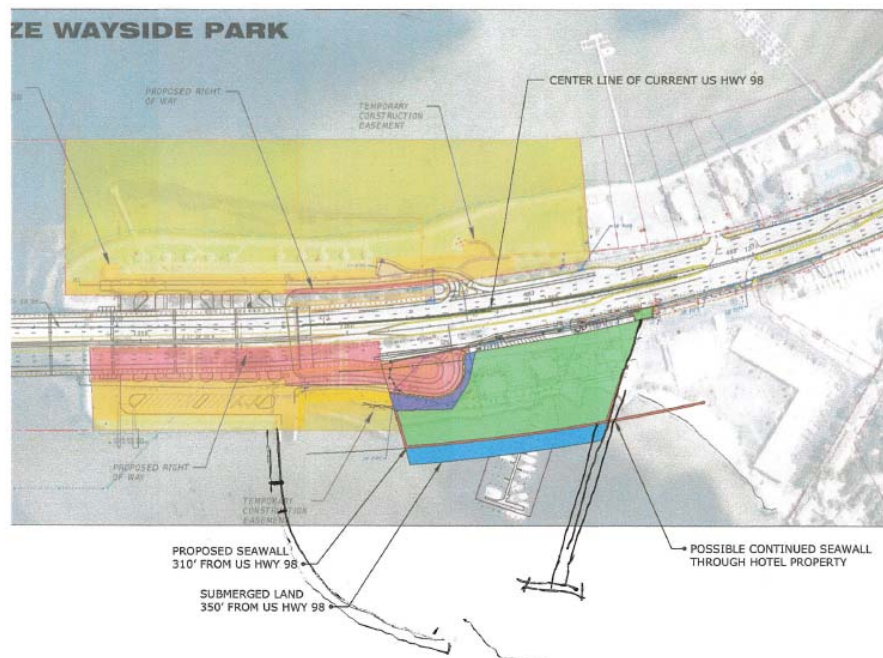 ZE WAYSIDE PARK
PROPOSED RIGHT
OF WAY
TEMPORARY
CONSTRUCTION
EASEMENT
CENTER LINE OF CURRENT US HWY 98
PROPOSED RIGHT
OF WAY
TEMPORARY
CONSTRUCTION
EASEMENT
PROPOSED SEAWALL
310' FROM US HWY 98
SUBMERGED LAND
350' FROM US HWY 98
POSSIBLE CONTINUED SEAWALL
THROUGH HOTEL PROPERTY